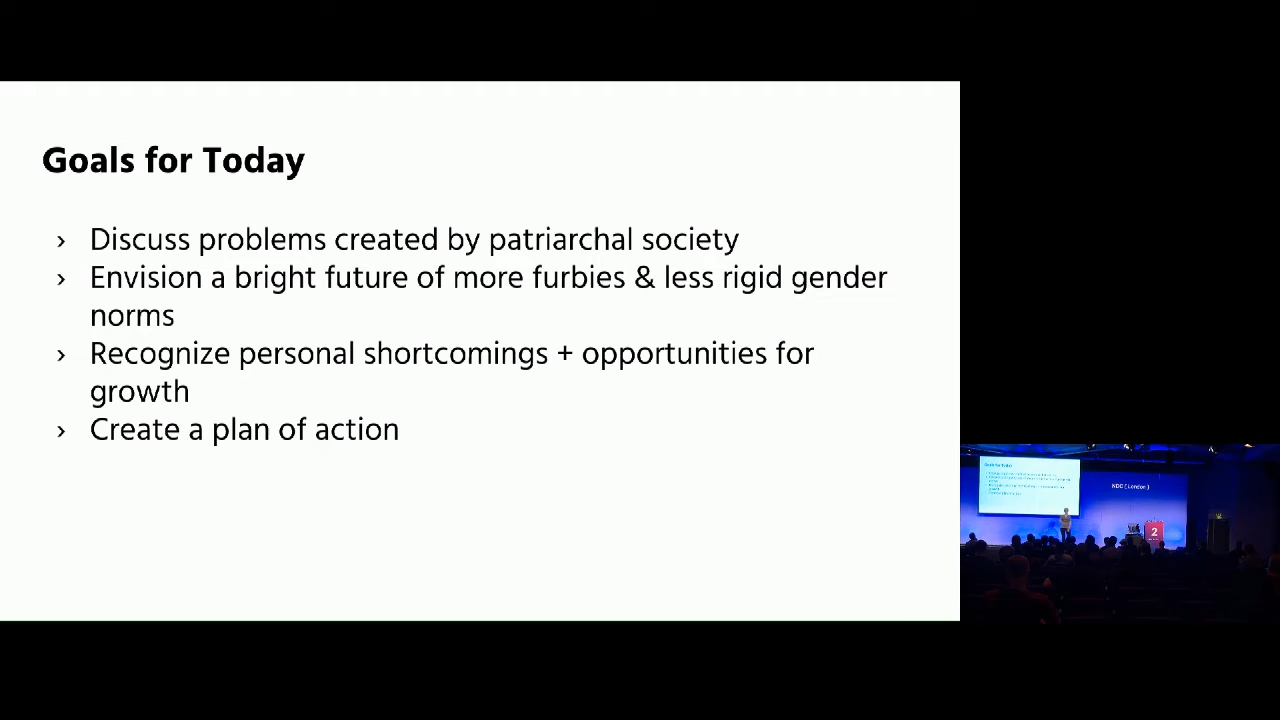 Goals for Today
› Discuss problems created by patriarchal society
› Envision a bright future of more furbies & less rigid gender
norms
› Recognize personal shortcomings + opportunities for
growth
› Create a plan of action
NDC { London }
2